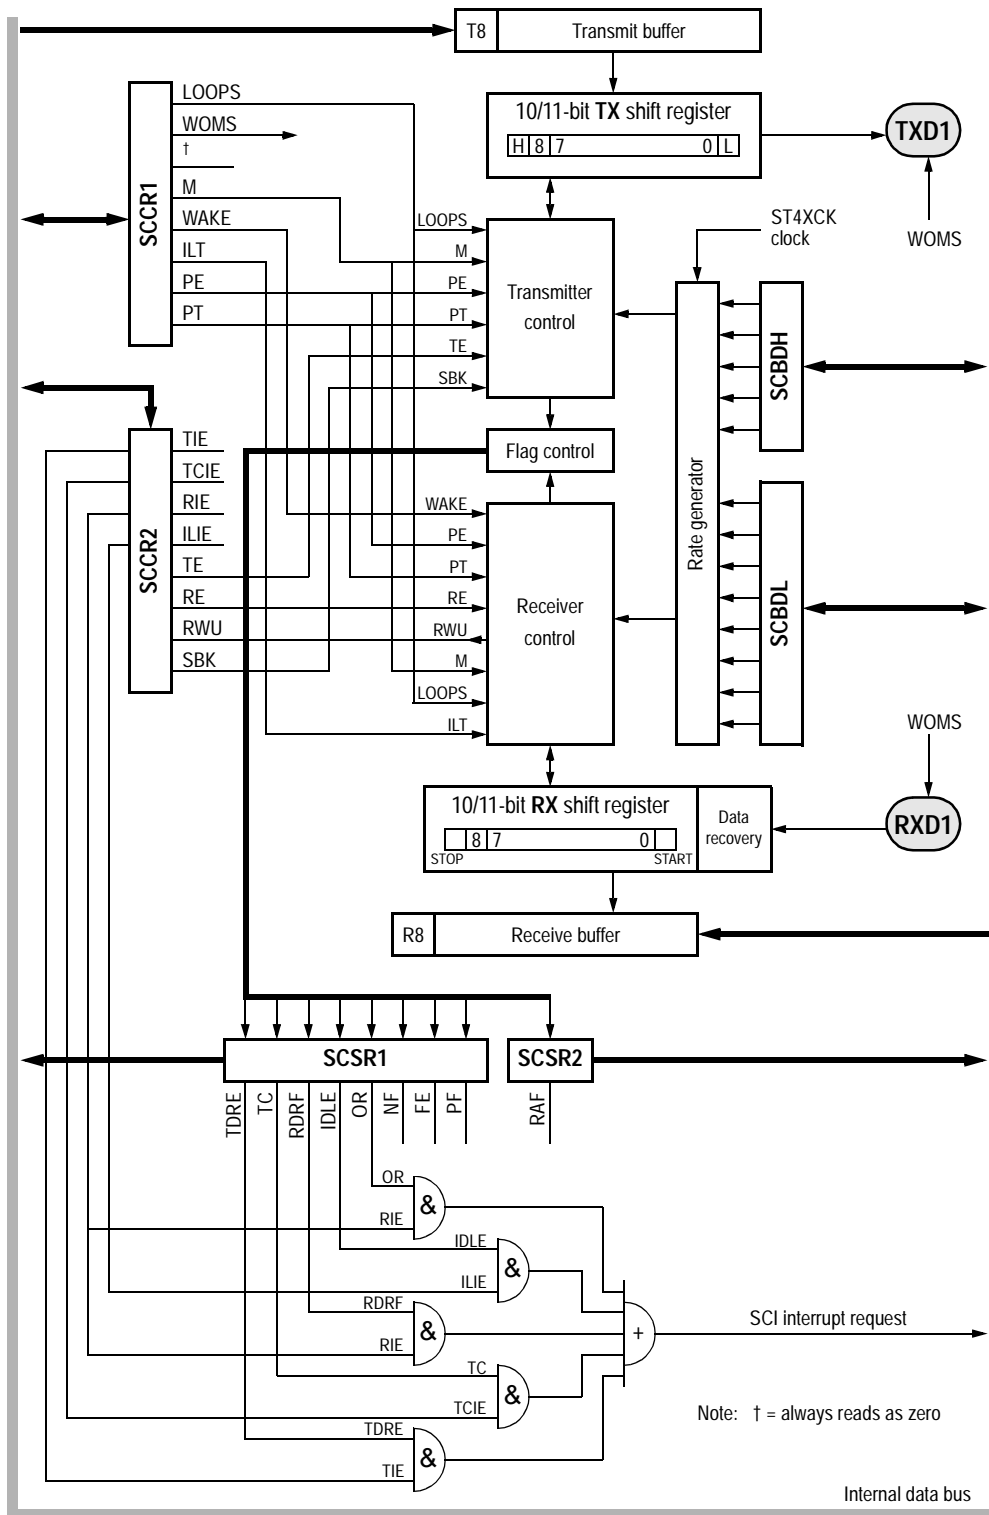 T8 Transmit buffer
10/11-bit TX shift register
H 8 7 0 L
TXD1
WOMS
ST4XCK
clock
SCCR1
LOOPS
WOMS
†
M
WAKE
ILT
PE
PT
LOOPS
M
PE
PT
TE
SBK
Transmitter
control
SCBDH
Rate generator
SCBDL
Flag control
SCCR2
TIE
TCIE
RIE
ILIE
TE
RE
RWU
SBK
WAKE
PE
PT
RE
RWU
M
LOOPS
ILT
Receiver
control
WOMS
RXD1
10/11-bit RX shift register
8 7 0
STOP START
Data
recovery
R8 Receive buffer
SCSR1
SCSR2
TDRE
TC
RDRF
IDLE
OR
NF
FE
PF
RAF
OR
RIE
&
IDLE
ILIE
&
RDRF
RIE
&
TC
TCIE
&
TDRE
TIE
&
+
SCI interrupt request
Note: † = always reads as zero
Internal data bus